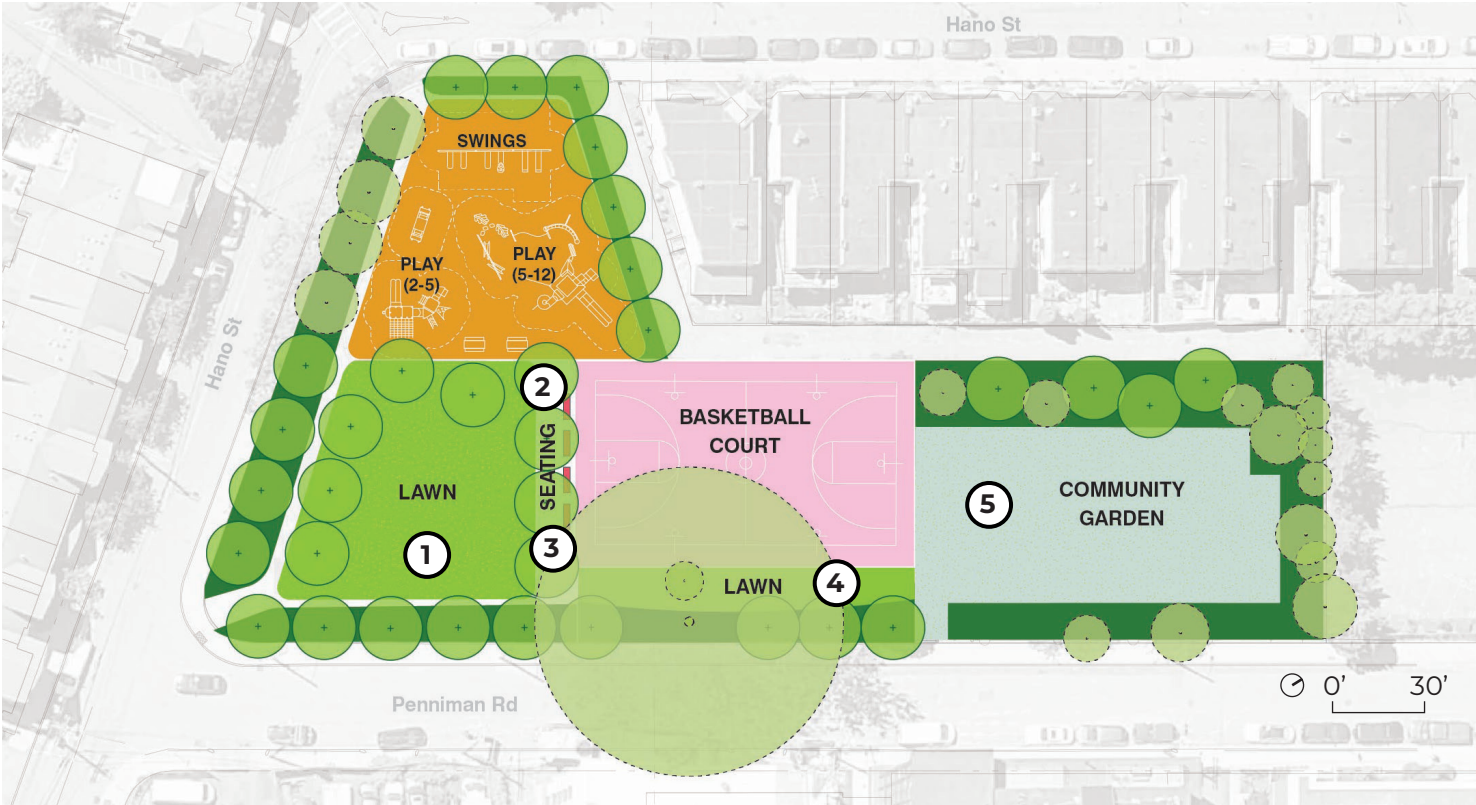 Hano St
SWINGS
PLAY
(2-5)
PLAY
(5-12)
Hano St
2
SEATING
BASKETBALL
COURT
LAWN
1
3
LAWN
4
5
COMMUNITY
GARDEN
Penniman Rd
0’ 30’